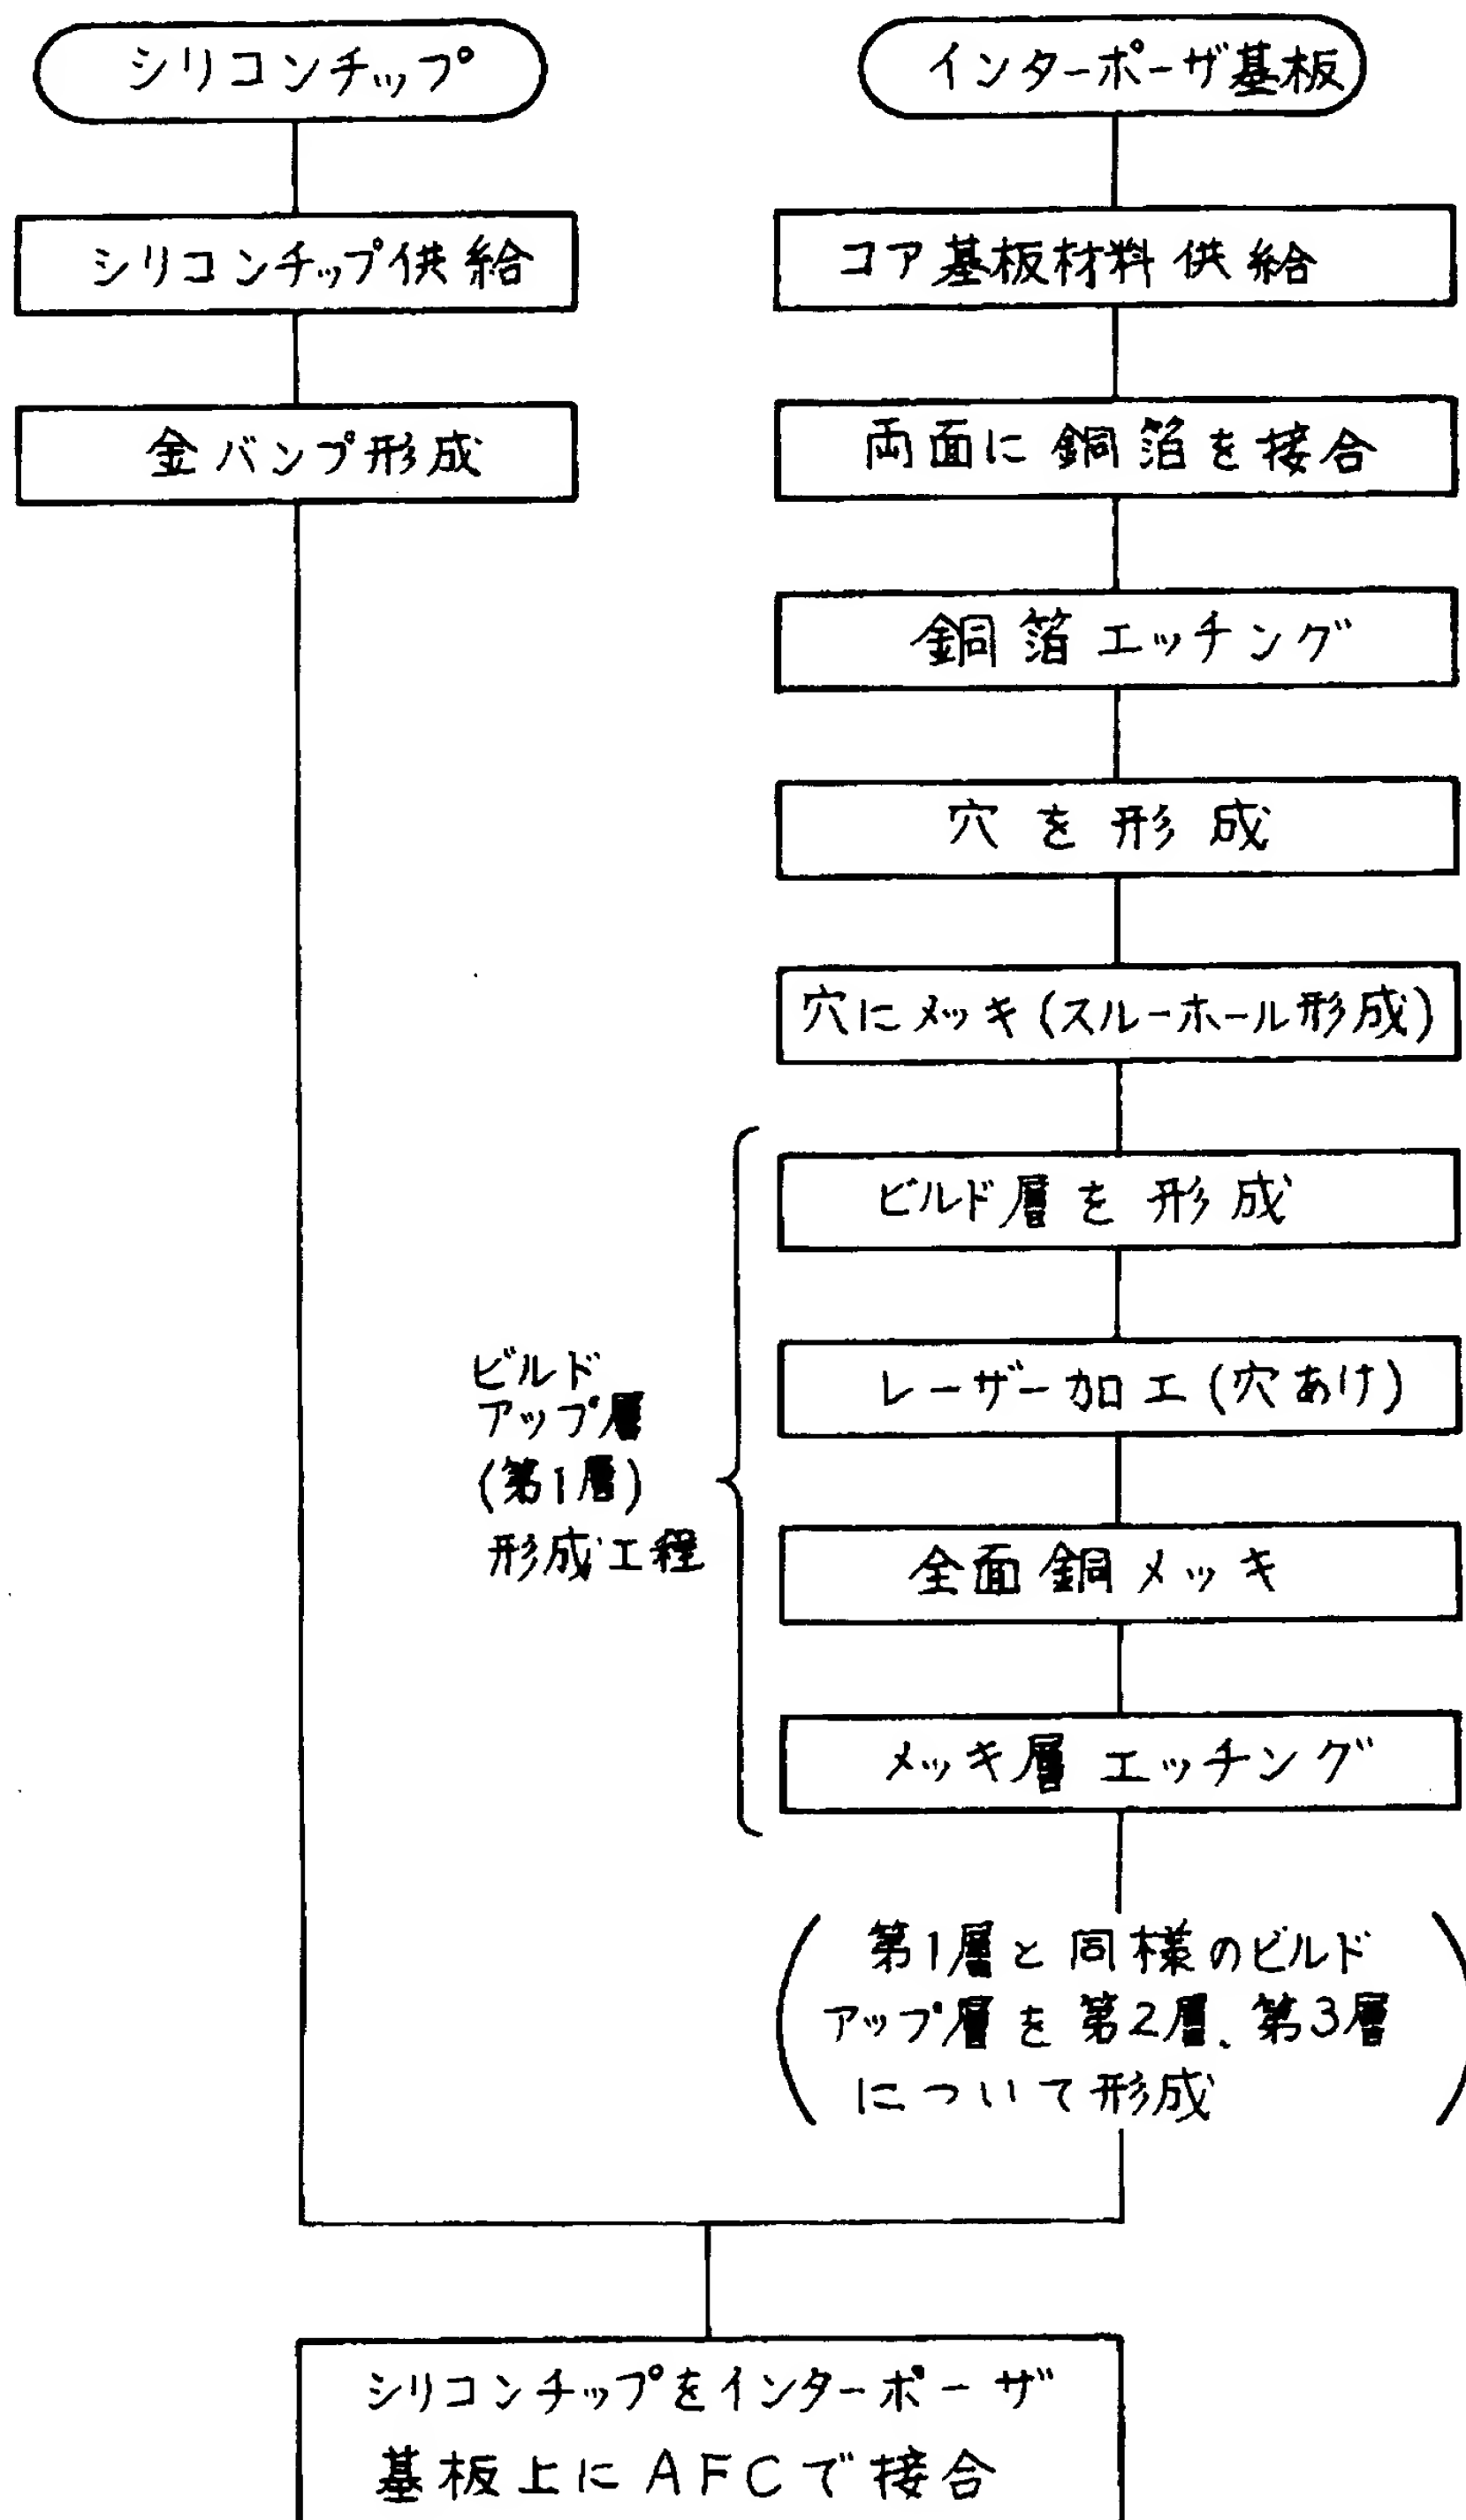 シリコンチップ
シリコンチップ供給
金バンプ形成
インターポーザ基板
コア基板材料供給
両面に銅箔を接合
銅箔エッチング
穴を形成
穴にメッキ(スルーホール形成)
ビルド層を形成
レーザー加工(穴あけ)
全面銅メッキ
メッキ層エッチング
ビルド
アップ層
(第1層)
形成工程
第1層と同様のビルド
アップ層を第2層、第3層
について形成
シリコンチップをインターポーザ
基板上にAFCで接合